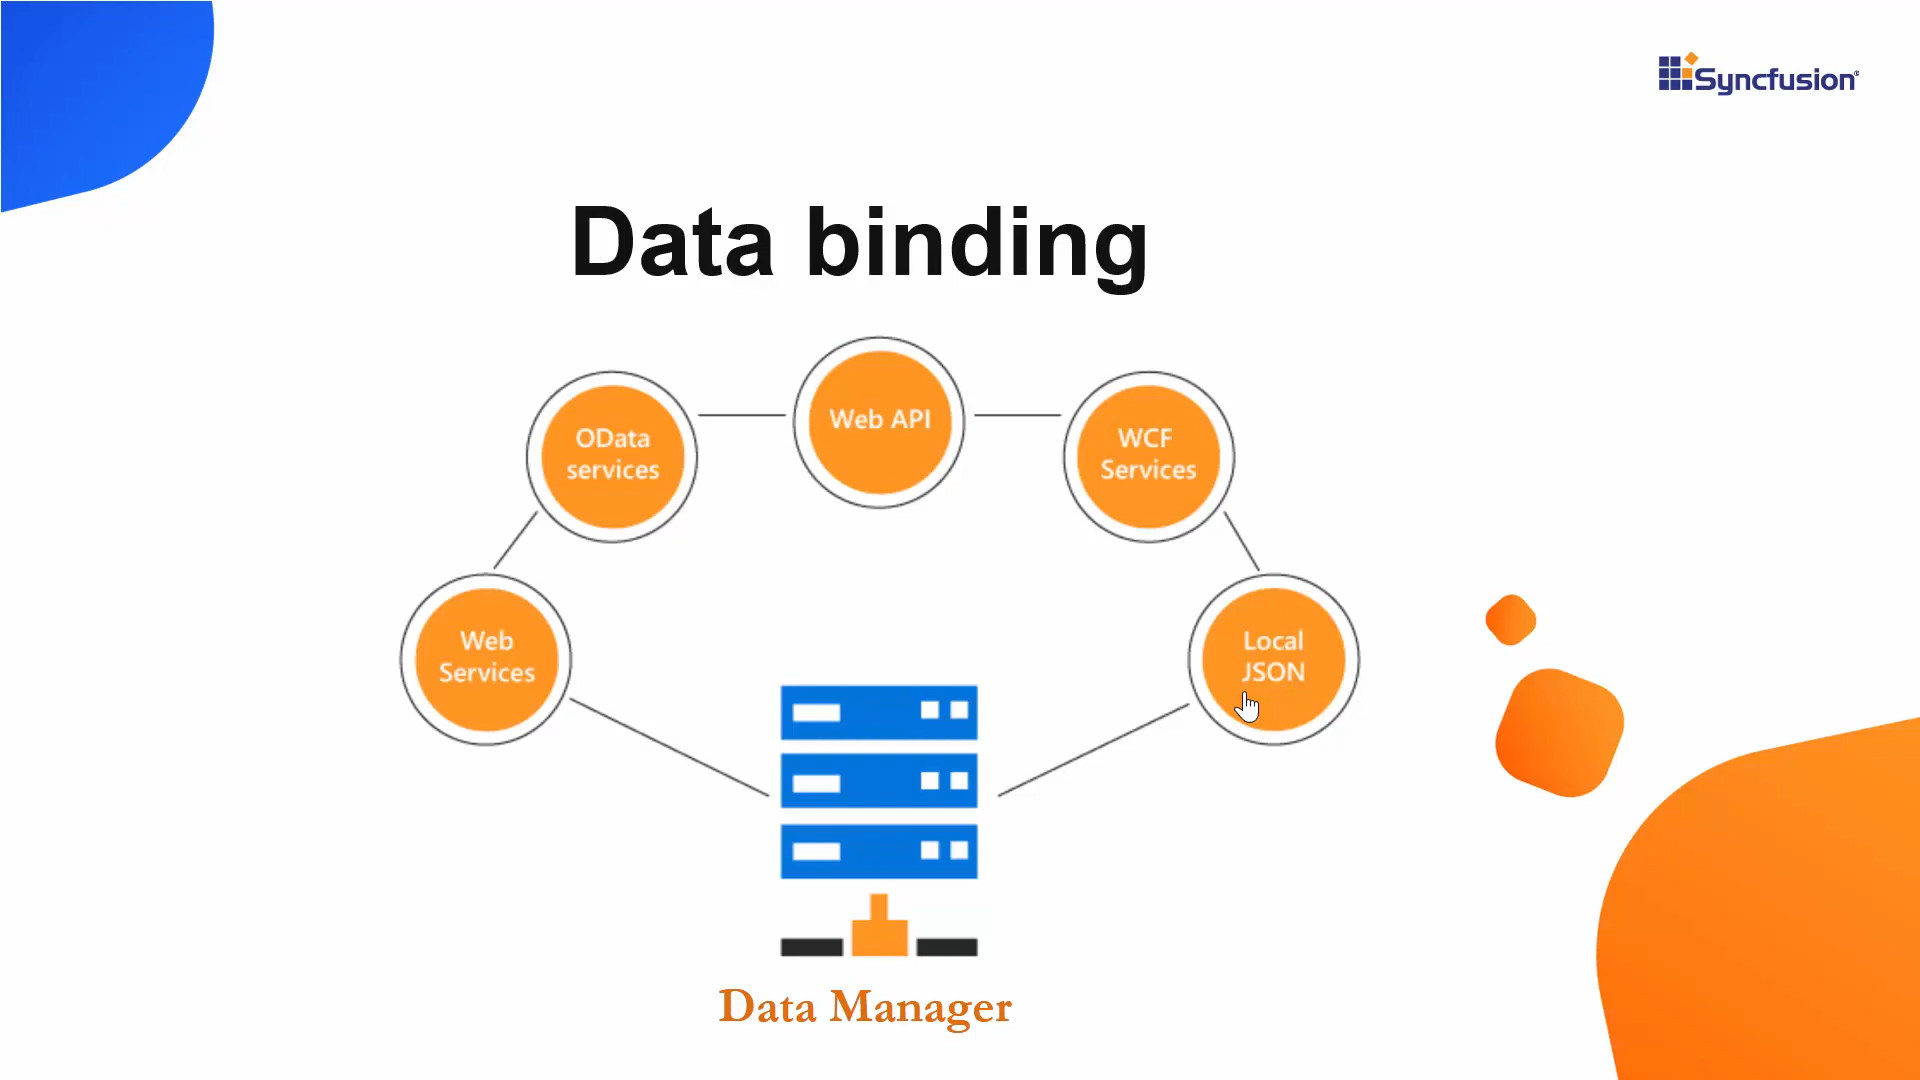 Syncfusion
Data binding
Web API
OData
services
WCF
Services
Web
Services
Local
JSON
Data Manager